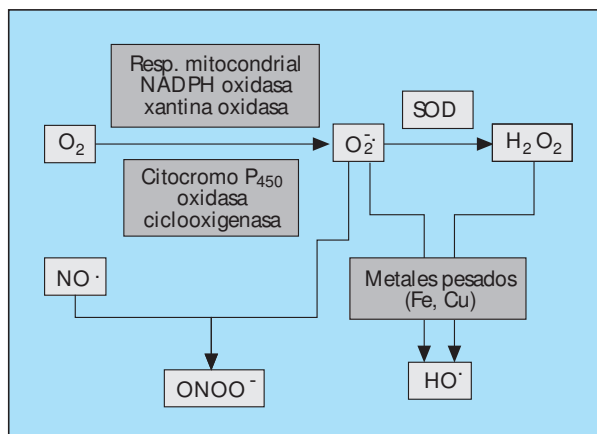 Resp. mitocondrial
NADPH oxidasa
xantina oxidasa
SOD
O₂
O₂⁻·
H₂O₂
Citocromo P₄₅₀
oxidasa
ciclooxigenasa
NO·
Metales pesados
(Fe, Cu)
ONOO⁻
HO·